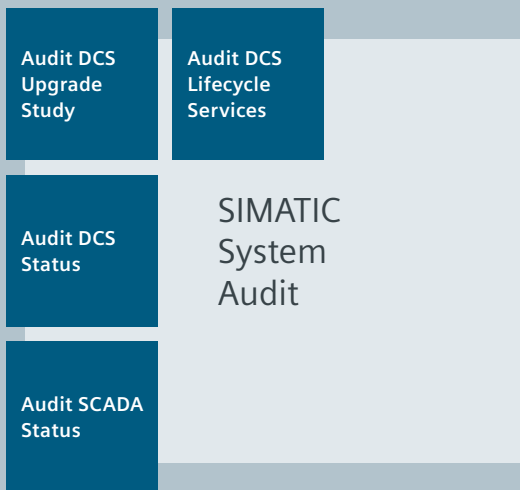 Audit DCS
Upgrade
Study
Audit DCS
Lifecycle
Services
Audit DCS
Status
SIMATIC
System
Audit
Audit SCADA
Status